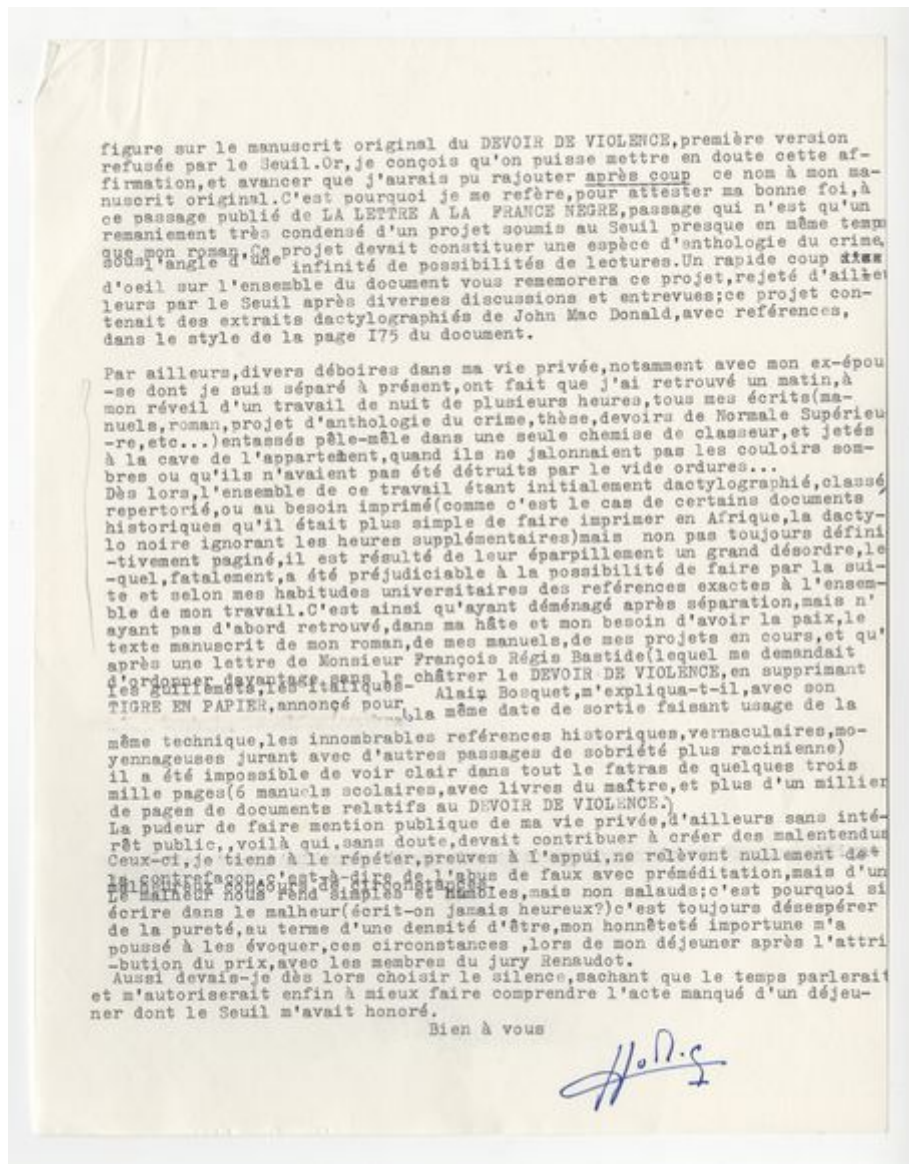 figure sur le manuscrit original du DEVOIR DE VIOLENCE,première version
refusée par le Seuil.Or,je conçois qu'on puisse mettre en doute cette af-
firmation,et avancer que j'aurais pu rajouter après coup ce nom à mon ma-
nuscrit original.C'est pourquoi je me refère,pour attester ma bonne foi,à
ce passage publié de LA LETTRE A LA FRANCE NEGRE,passage qui n'est qu'un
remaniement très condensé d'un projet soumis au Seuil presque en même temps
que mon roman.Ce projet devait constituer une espèce d'anthologie du crime,
sous l'angle d'une infinité de possibilités de lectures.Un rapide coup
d'oeil sur l'ensemble du document vous rememorera ce projet,rejeté d'ail
leurs par le Seuil après diverses discussions et entrevues;ce projet con-
tenait des extraits dactylographiés de John Mac Donald,avec reférences,
dans le style de la page I75 du document.
Par ailleurs,divers déboires dans ma vie privée,notamment avec mon ex-épou
-se dont je suis séparé à présent,ont fait que j'ai retrouvé un matin,à
mon réveil d'un travail de nuit de plusieurs heures,tous mes écrits(ma-
nuels,roman,projet d'anthologie du crime,thèse,devoirs de Normale Supérieu
-re,etc...)entassés pêle-mêle dans une seule chemise de classeur,et jetés
à la cave de l'appartement,quand ils ne jalonnaient pas les couloirs som-
bres ou qu'ils n'avaient pas été détruits par le vide ordures...
Dès lors,l'ensemble de ce travail étant initialement dactylographié,classé,
repertorié,ou au besoin imprimé(comme c'est le cas de certains documents
historiques qu'il était plus simple de faire imprimer en Afrique,la dacty-
lo noire ignorant les heures supplémentaires)mais non pas toujours défini
-tivement paginé,il est résulté de leur éparpillement un grand désordre,le
-quel,fatalement,a été préjudiciable à la possibilité de faire par la sui-
te et selon mes habitudes universitaires des reférences exactes à l'ensem-
ble de mon travail.C'est ainsi qu'ayant déménagé après séparation,mais n'
ayant pas d'abord retrouvé,dans ma hâte et mon besoin d'avoir la paix,le
texte manuscrit de mon roman,de mes manuels,de mes projets en cours,et qu'
après une lettre de Monsieur François Régis Bastide(lequel me demandait
d'ordonner davantage sans le châtrer le DEVOIR DE VIOLENCE,en supprimant
les guillemets,les italiques- Alain Bosquet,m'expliqua-t-il,avec son
TIGRE EN PAPIER,annonçé pour la même date de sortie faisant usage de la
même technique,les innombrables reférences historiques,vernaculaires,mo-
yennageuses jurant avec d'autres passages de sobriété plus racinienne)
il a été impossible de voir clair dans tout le fatras de quelques trois
mille pages(6 manuels scolaires,avec livres du maître,et plus d'un millier
de pages de documents relatifs au DEVOIR DE VIOLENCE.)
La pudeur de faire mention publique de ma vie privée,d'ailleurs sans inté-
rêt public,,voilà qui,sans doute,devait contribuer à créer des malentendus
Ceux-ci,je tiens à le répéter,preuves à l'appui,ne relèvent nullement de
la contrefaçon,c'est-à-dire de l'abus de faux avec préméditation,mais d'un
malheureux concours de circonstances.
Le malheur nous rend simples et humbles,mais non salauds;c'est pourquoi si
écrire dans le malheur(écrit-on jamais heureux?)c'est toujours désespérer
de la pureté,au terme d'une densité d'être,mon honnêteté importune m'a
poussé à les évoquer,ces circonstances ,lors de mon déjeuner après l'attri
-bution du prix,avec les membres du jury Renaudot.
Aussi devais-je dès lors choisir le silence,sachant que le temps parlerait
et m'autoriserait enfin à mieux faire comprendre l'acte manqué d'un déjeu-
ner dont le Seuil m'avait honoré.
Bien à vous